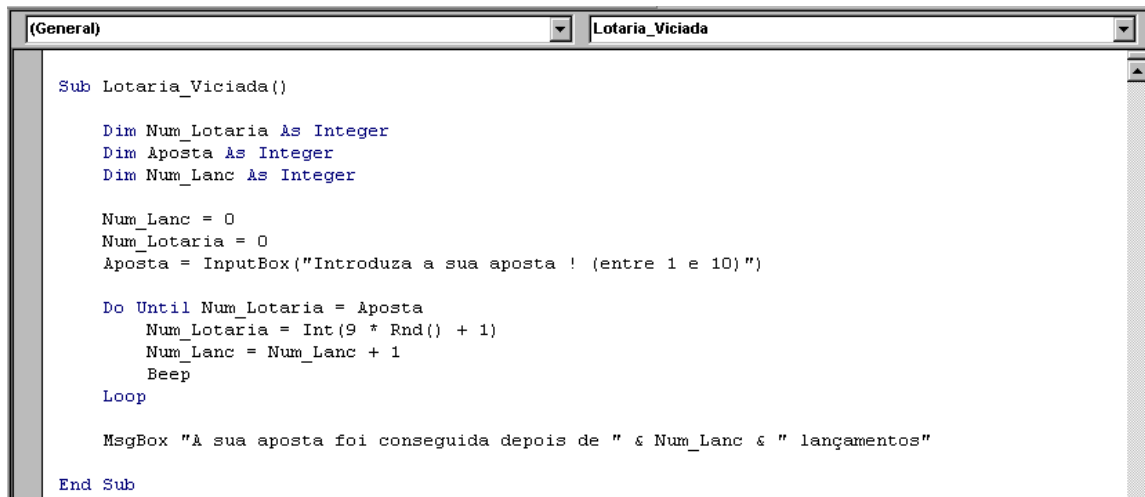 (General) Lotaria_Viciada
Sub Lotaria_Viciada()
Dim Num_Lotaria As Integer
Dim Aposta As Integer
Dim Num_Lanc As Integer
Num_Lanc = 0
Num_Lotaria = 0
Aposta = InputBox("Introduza a sua aposta ! (entre 1 e 10)")
Do Until Num_Lotaria = Aposta
Num_Lotaria = Int(9 * Rnd() + 1)
Num_Lanc = Num_Lanc + 1
Beep
Loop
MsgBox "A sua aposta foi conseguida depois de " & Num_Lanc & " lançamentos"
End Sub